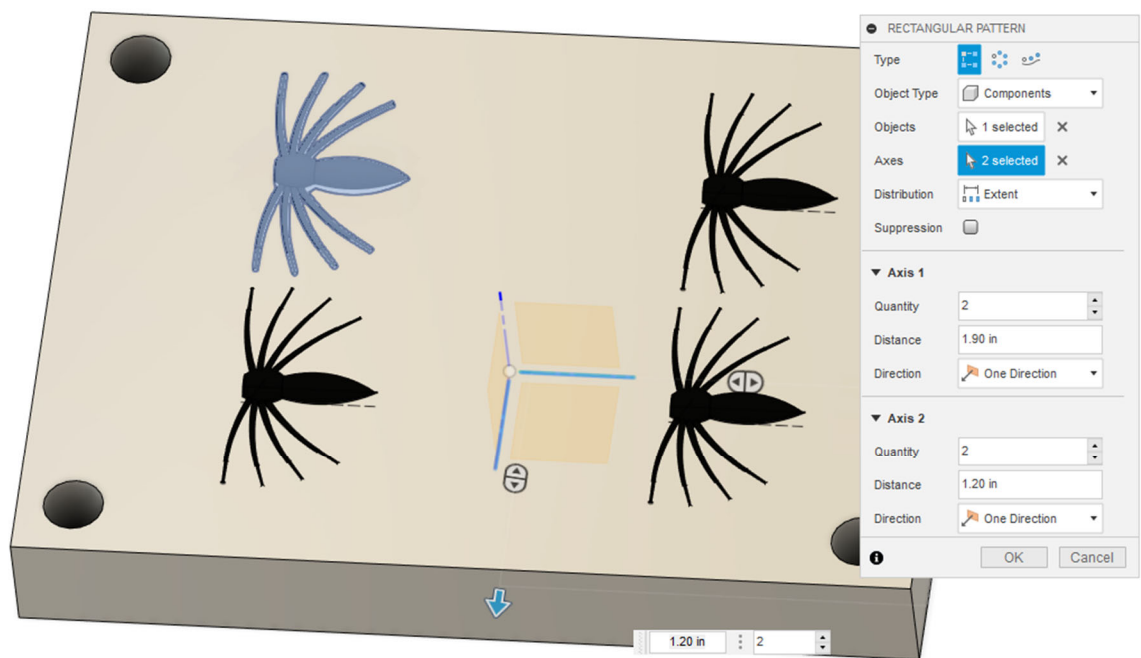 RECTANGULAR PATTERN
Type
Object Type Components
Objects 1 selected
Axes 2 selected
Distribution Extent
Suppression
Axis 1
Quantity 2
Distance 1.90 in
Direction One Direction
Axis 2
Quantity 2
Distance 1.20 in
Direction One Direction
OK Cancel
1.20 in 2